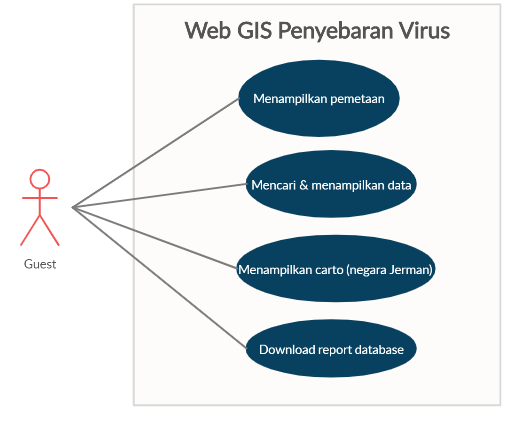 Web GIS Penyebaran Virus
Menampilkan pemetaan
Mencari & menampilkan data
Menampilkan carto (negara Jerman)
Guest
Download report database